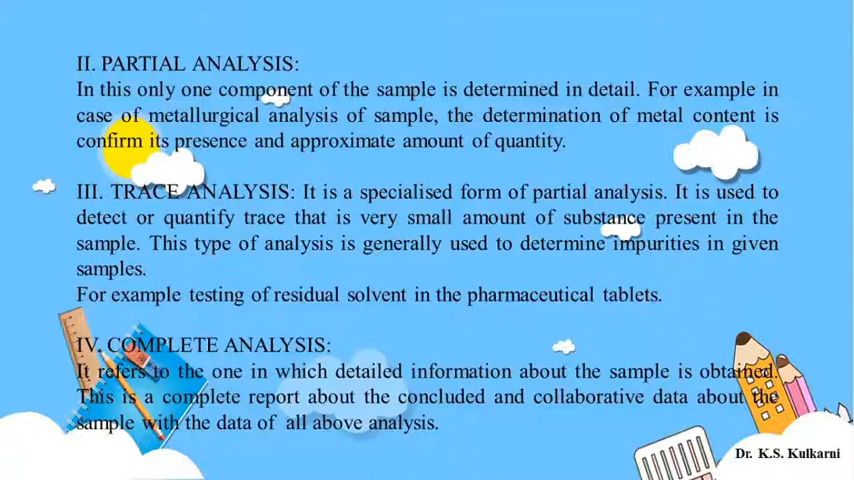 II. PARTIAL ANALYSIS:
In this only one component of the sample is determined in detail. For example in
case of metallurgical analysis of sample, the determination of metal content is
confirm its presence and approximate amount of quantity.
III. TRACE ANALYSIS: It is a specialised form of partial analysis. It is used to
detect or quantify trace that is very small amount of substance present in the
sample. This type of analysis is generally used to determine impurities in given
samples.
For example testing of residual solvent in the pharmaceutical tablets.
IV. COMPLETE ANALYSIS:
It refers to the one in which detailed information about the sample is obtained.
This is a complete report about the concluded and collaborative data about the
sample with the data of all above analysis.
Dr. K.S. Kulkarni